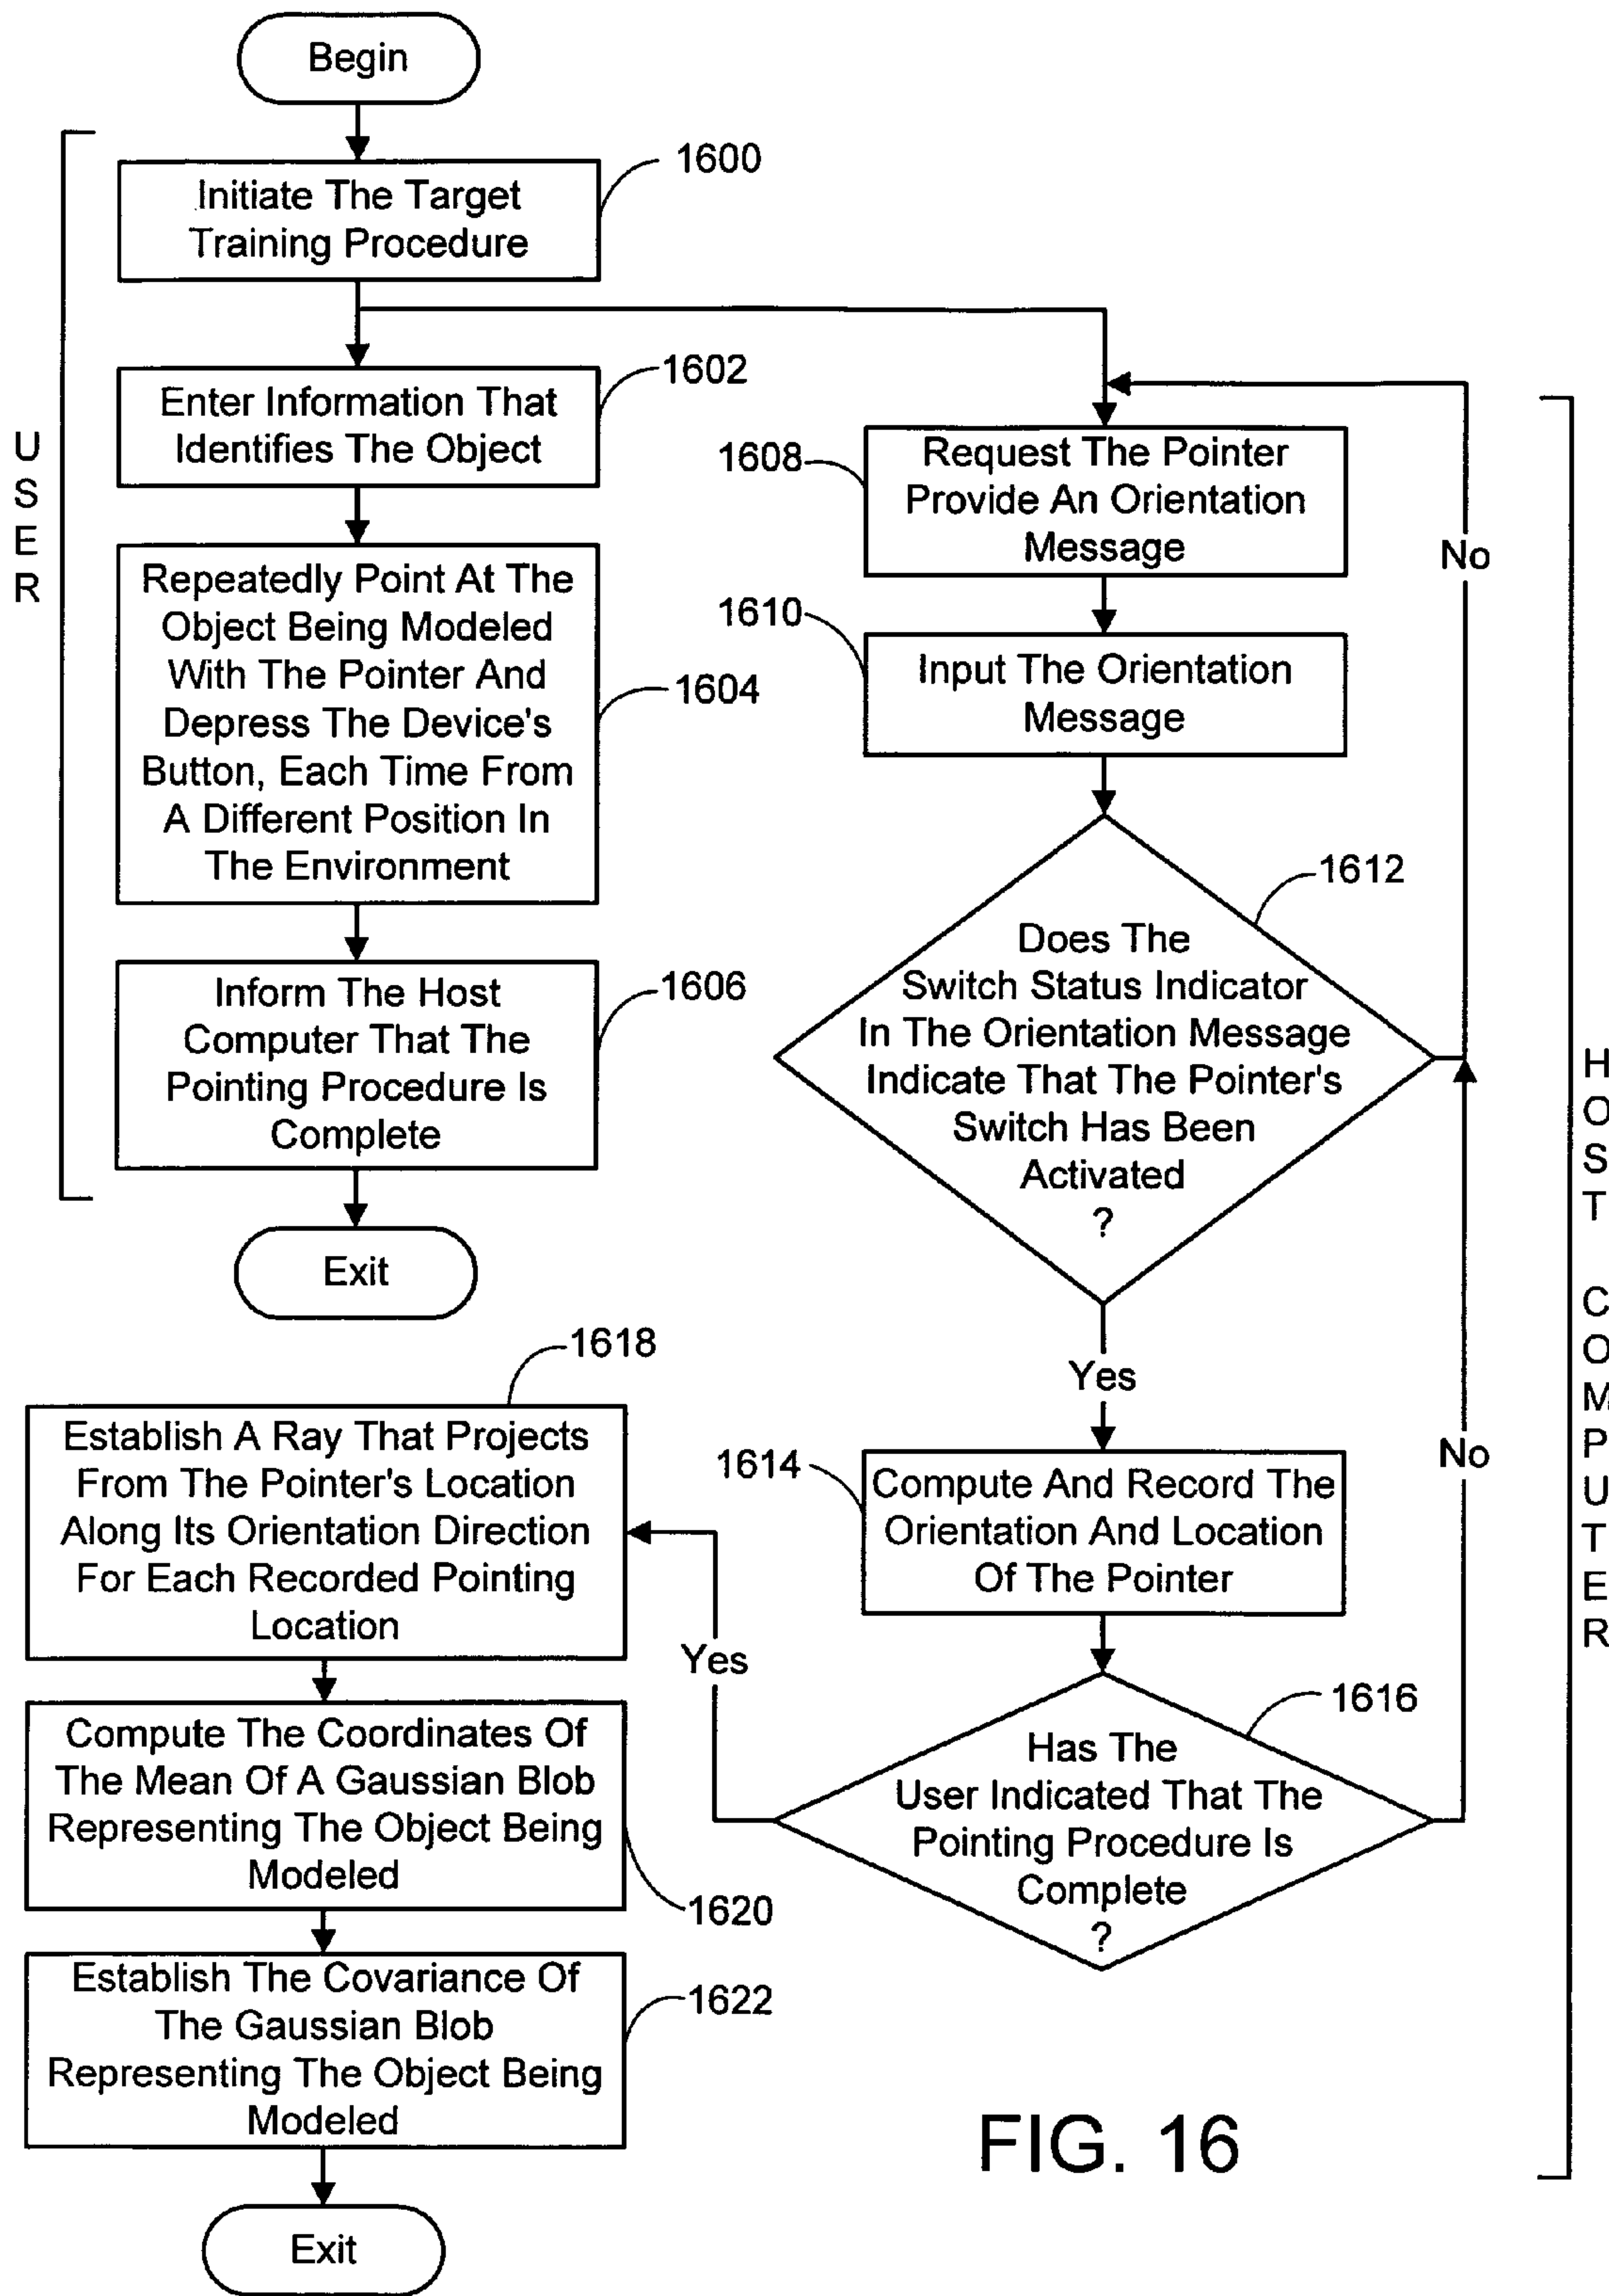 Begin
1600
Initiate The Target
Training Procedure
1602
Enter Information That
Identifies The Object
U
S
E
R
Repeatedly Point At The
Object Being Modeled
With The Pointer And
Depress The Device's
Button, Each Time From
A Different Position In
The Environment
1604
Inform The Host
Computer That The
Pointing Procedure Is
Complete
1606
Exit
1608
Request The Pointer
Provide An Orientation
Message
No
1610
Input The Orientation
Message
1612
Does The
Switch Status Indicator
In The Orientation Message
Indicate That The Pointer's
Switch Has Been
Activated
?
Yes
H
O
S
T
C
O
M
P
U
T
E
R
1614
Compute And Record The
Orientation And Location
Of The Pointer
No
1616
Has The
User Indicated That The
Pointing Procedure Is
Complete
?
Yes
1618
Establish A Ray That Projects
From The Pointer's Location
Along Its Orientation Direction
For Each Recorded Pointing
Location
Compute The Coordinates Of
The Mean Of A Gaussian Blob
Representing The Object Being
Modeled
1620
Establish The Covariance Of
The Gaussian Blob
Representing The Object Being
Modeled
1622
Exit
FIG. 16